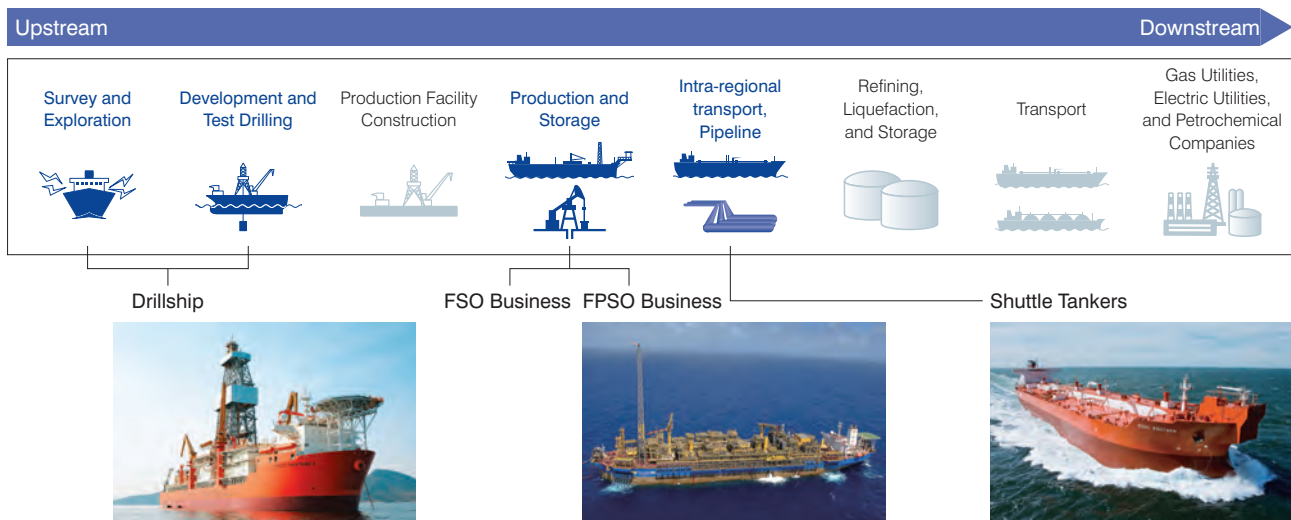 Upstream
Downstream
Survey and
Exploration
Development and
Test Drilling
Production Facility
Construction
Production and
Storage
Intra-regional
transport,
Pipeline
Refining,
Liquefaction,
and Storage
Transport
Gas Utilities,
Electric Utilities,
and Petrochemical
Companies
Drillship
FSO Business
FPSO Business
Shuttle Tankers